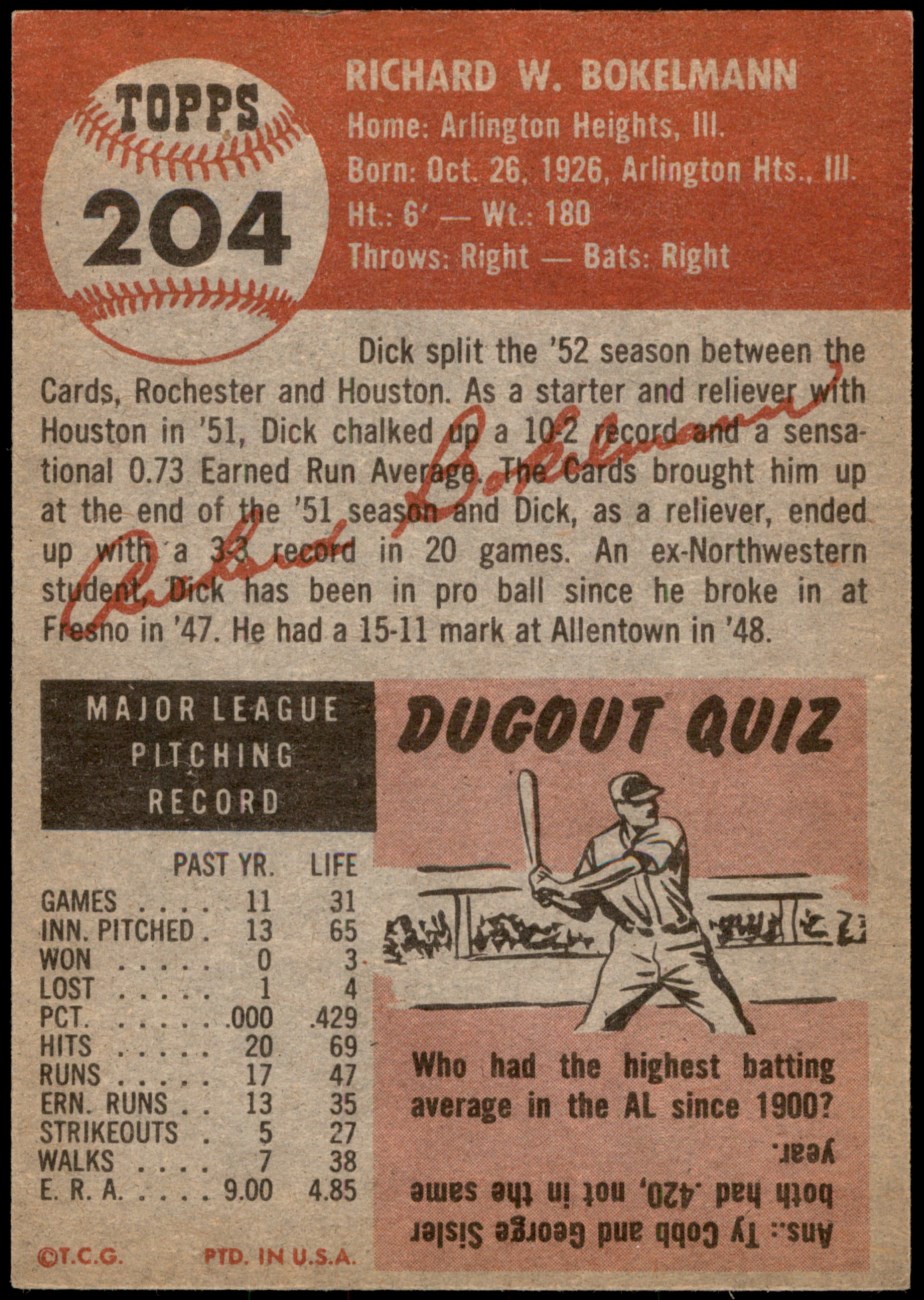 TOPPS
204
RICHARD W. BOKELMANN
Home: Arlington Heights, Ill.
Born: Oct. 26, 1926, Arlington Hts., Ill.
Ht.: 6′ — Wt.: 180
Throws: Right — Bats: Right
Dick split the '52 season between the
Cards, Rochester and Houston. As a starter and reliever with
Houston in '51, Dick chalked up a 10-2 record and a sensa-
tional 0.73 Earned Run Average. The Cards brought him up
at the end of the '51 season and Dick, as a reliever, ended
up with a 3-3 record in 20 games. An ex-Northwestern
student, Dick has been in pro ball since he broke in at
Fresno in '47. He had a 15-11 mark at Allentown in '48.
Richard Bokelmann
MAJOR LEAGUE
PITCHING
RECORD
PAST YR. LIFE
GAMES . . . . 11 31
INN. PITCHED . 13 65
WON . . . . . 0 3
LOST . . . . . 1 4
PCT. . . . . . .000 .429
HITS . . . . . 20 69
RUNS . . . . . 17 47
ERN. RUNS . . 13 35
STRIKEOUTS . 5 27
WALKS . . . . 7 38
E. R. A. . . . . 9.00 4.85
©T.C.G. PTD. IN U.S.A.
DUGOUT QUIZ
Who had the highest batting
average in the AL since 1900?
Ans.: Ty Cobb and George Sisler
both had .420, not in the same
year.